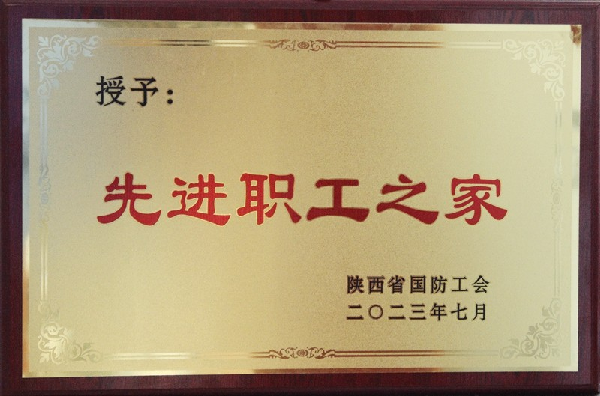 授予：
先进职工之家
陕西省国防工会
二〇二三年七月